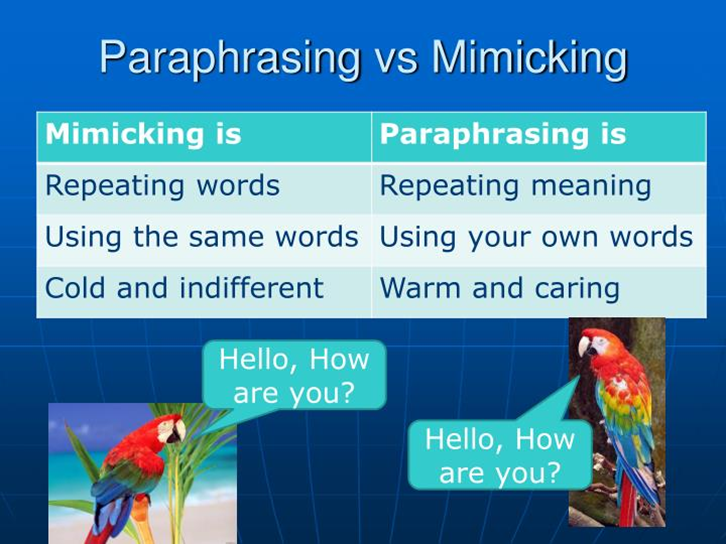 Paraphrasing vs Mimicking
Mimicking is
Paraphrasing is
Repeating words
Repeating meaning
Using the same words
Using your own words
Cold and indifferent
Warm and caring
Hello, How
are you?
Hello, How
are you?